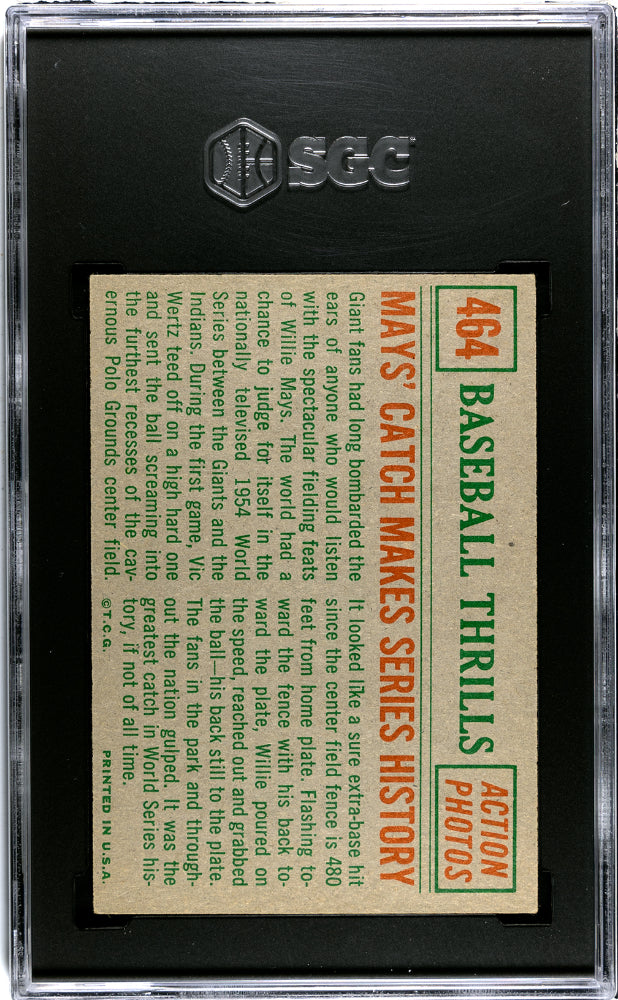 SGC
464
BASEBALL THRILLS
ACTION
PHOTOS
MAYS' CATCH MAKES SERIES HISTORY
Giant fans had long bombarded the
ears of anyone who would listen
with the spectacular fielding feats
of Willie Mays. The world had a
chance to judge for itself in the
nationally televised 1954 World
Series between the Giants and the
Indians. During the first game, Vic
Wertz teed off on a high hard one
and sent the ball screaming into
the furthest recesses of the cav-
ernous Polo Grounds center field.
It looked like a sure extra-base hit
since the center field fence is 480
feet from home plate. Flashing to-
ward the fence with his back to-
ward the plate, Willie poured on
the speed, reached out and grabbed
the ball—his back still to the plate.
The fans in the park and through-
out the nation gulped. It was the
greatest catch in World Series his-
tory, if not of all time.
©T.C.G.
PRINTED IN U.S.A.